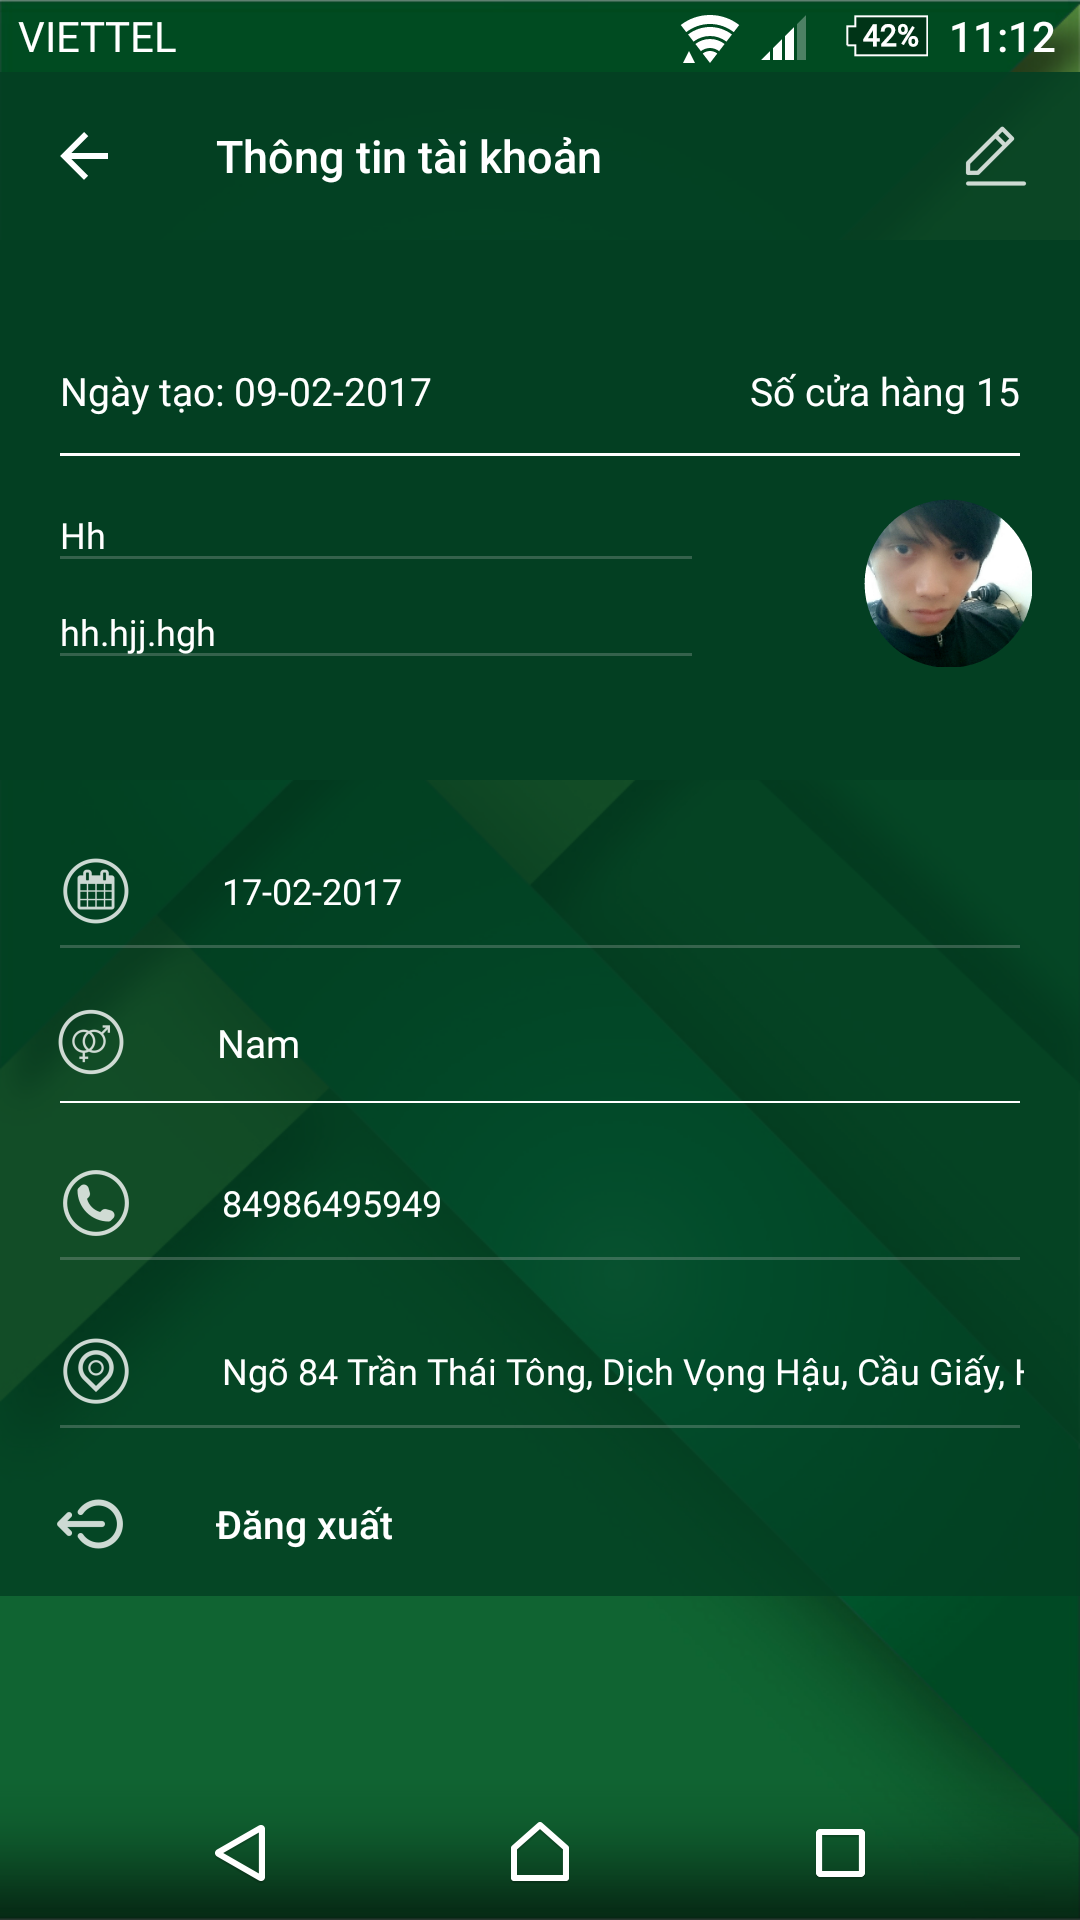 VIETTEL 42% 11:12
Thông tin tài khoản
Ngày tạo: 09-02-2017 Số cửa hàng 15
Hh
hh.hjj.hgh
17-02-2017
Nam
84986495949
Ngõ 84 Trần Thái Tông, Dịch Vọng Hậu, Cầu Giấy,
Đăng xuất